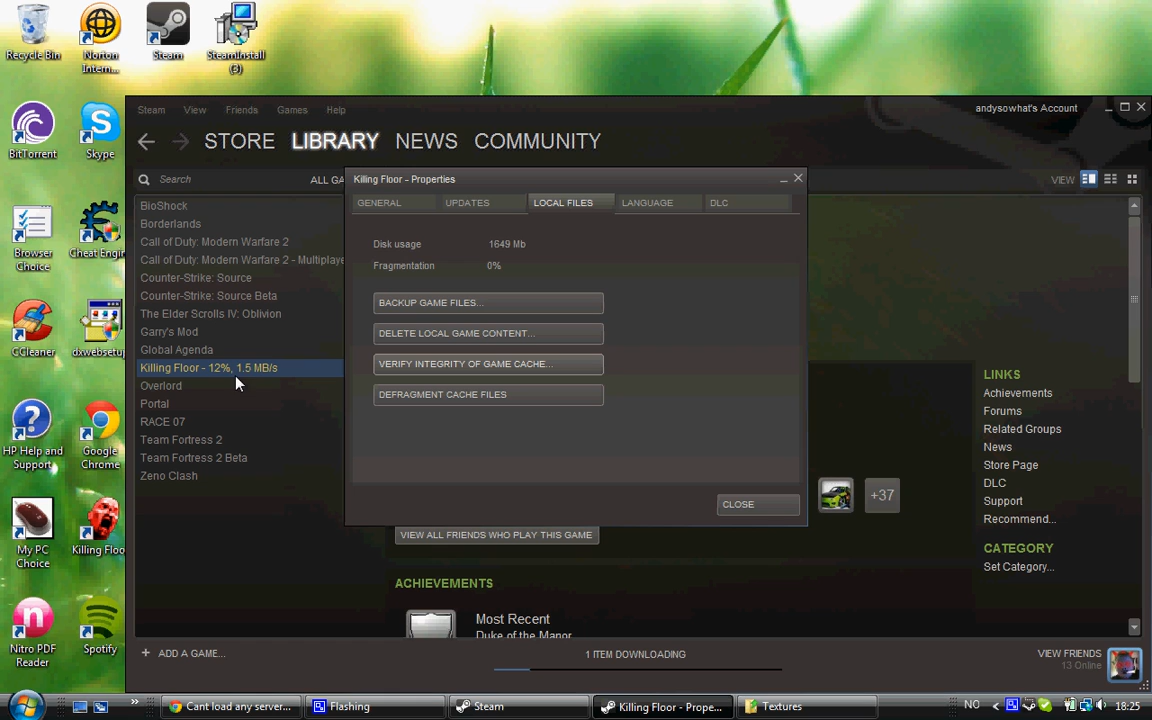 Recycle Bin
Norton
Intern...
Steam
SteamInstall
(3)
BitTorrent
Skype
Browser
Choice
Cheat Engin
CCleaner
dxwebsetu
HP Help and
Support
Google
Chrome
My PC
Choice
Killing Floo
Nitro PDF
Reader
Spotify
Steam View Friends Games Help
andysowhat's Account
STORE LIBRARY NEWS COMMUNITY
Search
ALL GA
VIEW
BioShock
Borderlands
Call of Duty: Modern Warfare 2
Call of Duty: Modern Warfare 2 - Multiplaye
Counter-Strike: Source
Counter-Strike: Source Beta
The Elder Scrolls IV: Oblivion
Garry's Mod
Global Agenda
Killing Floor - 12%, 1.5 MB/s
Overlord
Portal
RACE 07
Team Fortress 2
Team Fortress 2 Beta
Zeno Clash
Killing Floor - Properties
GENERAL UPDATES LOCAL FILES LANGUAGE DLC
Disk usage 1649 Mb
Fragmentation 0%
BACKUP GAME FILES...
DELETE LOCAL GAME CONTENT...
VERIFY INTEGRITY OF GAME CACHE...
DEFRAGMENT CACHE FILES
CLOSE
+37
VIEW ALL FRIENDS WHO PLAY THIS GAME
ACHIEVEMENTS
Most Recent
Duke of the Manor
LINKS
Achievements
Forums
Related Groups
News
Store Page
DLC
Support
Recommend...
CATEGORY
Set Category...
+ ADD A GAME...
1 ITEM DOWNLOADING
VIEW FRIENDS
13 Online
Cant load any server...
Flashing
Steam
Killing Floor - Prope...
Textures
NO
18:25